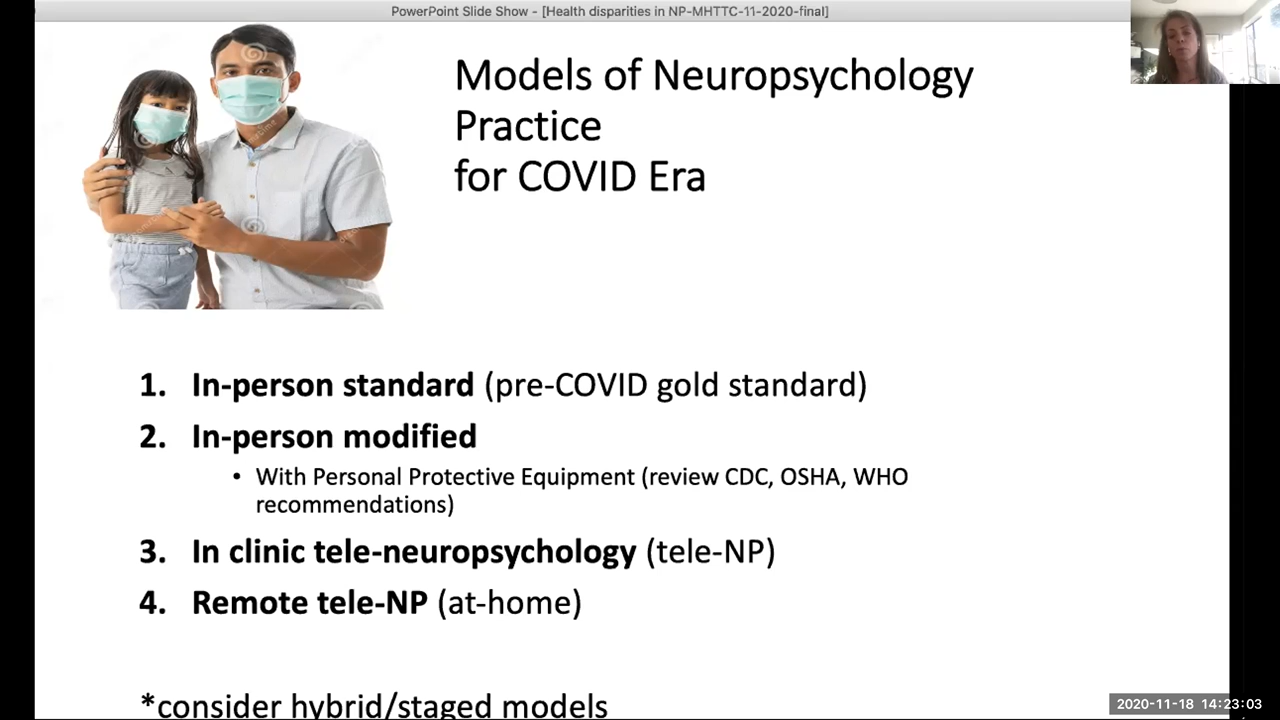 PowerPoint Slide Show - [Health disparities in NP-MHTTC-11-2020-final]
Models of Neuropsychology
Practice
for COVID Era
1. In-person standard (pre-COVID gold standard)
2. In-person modified
• With Personal Protective Equipment (review CDC, OSHA, WHO
recommendations)
3. In clinic tele-neuropsychology (tele-NP)
4. Remote tele-NP (at-home)
*consider hybrid/staged models
2020-11-18 14:23:03